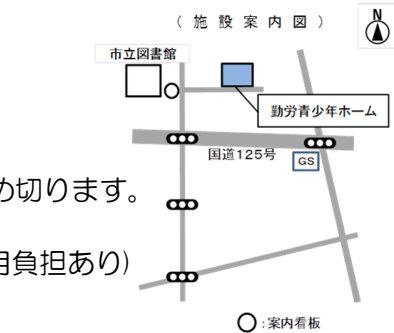 （施設案内図）
N
市立図書館
勤労青少年ホーム
国道125号
GS
め切ります。
用負担あり)
：案内看板